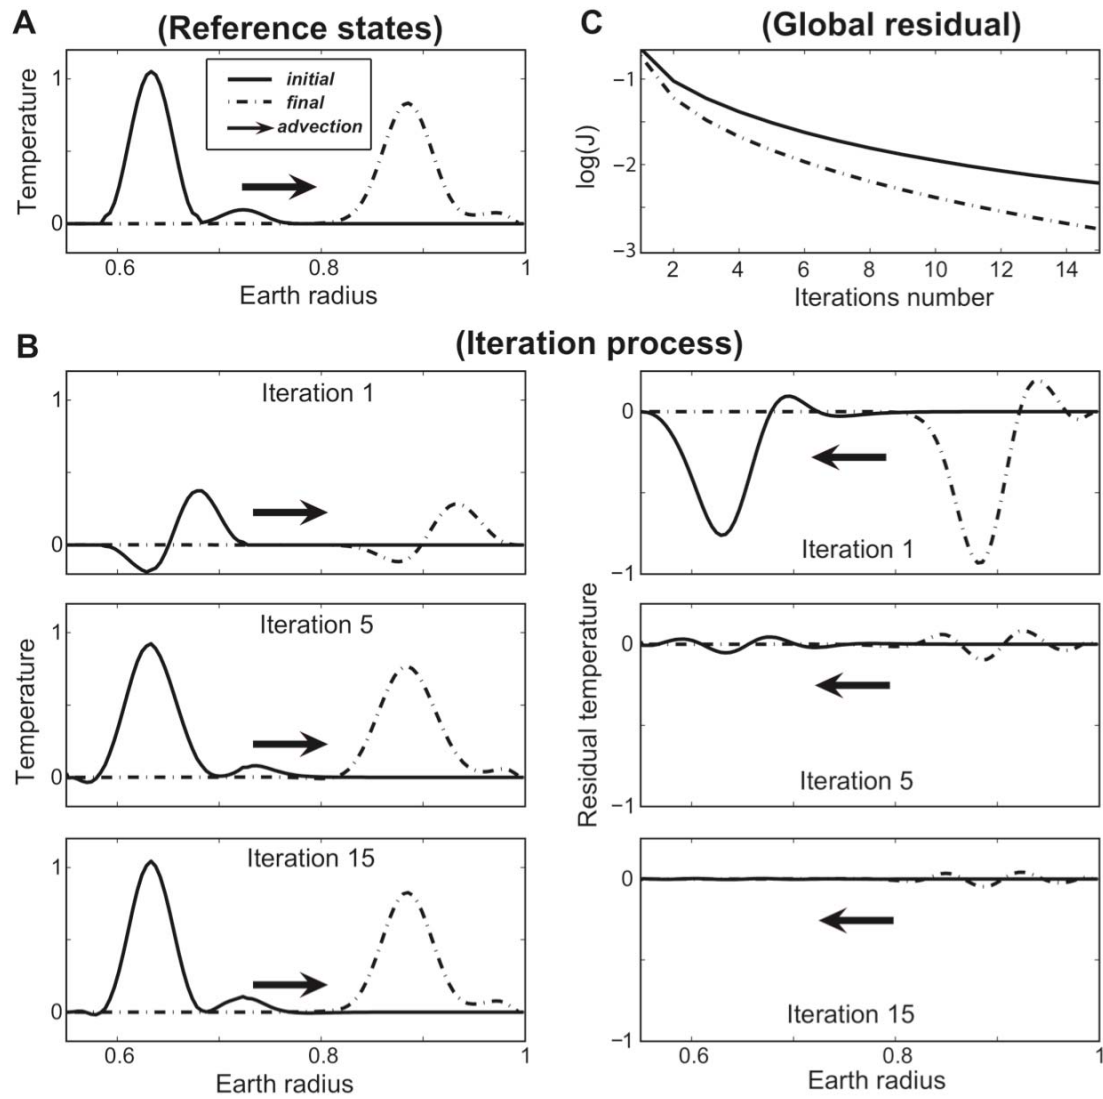 A
(Reference states)
1
0
Temperature
initial
final
advection
0.6
0.8
1
Earth radius
C
(Global residual)
−1
−2
−3
log(J)
2
4
6
8
10
12
14
Iterations number
B
(Iteration process)
Iteration 1
1
0
0
−1
Iteration 1
Iteration 5
1
0
Temperature
Residual temperature
0
−1
Iteration 5
Iteration 15
1
0
0.6
0.8
1
Earth radius
0
−1
Iteration 15
0.6
0.8
1
Earth radius